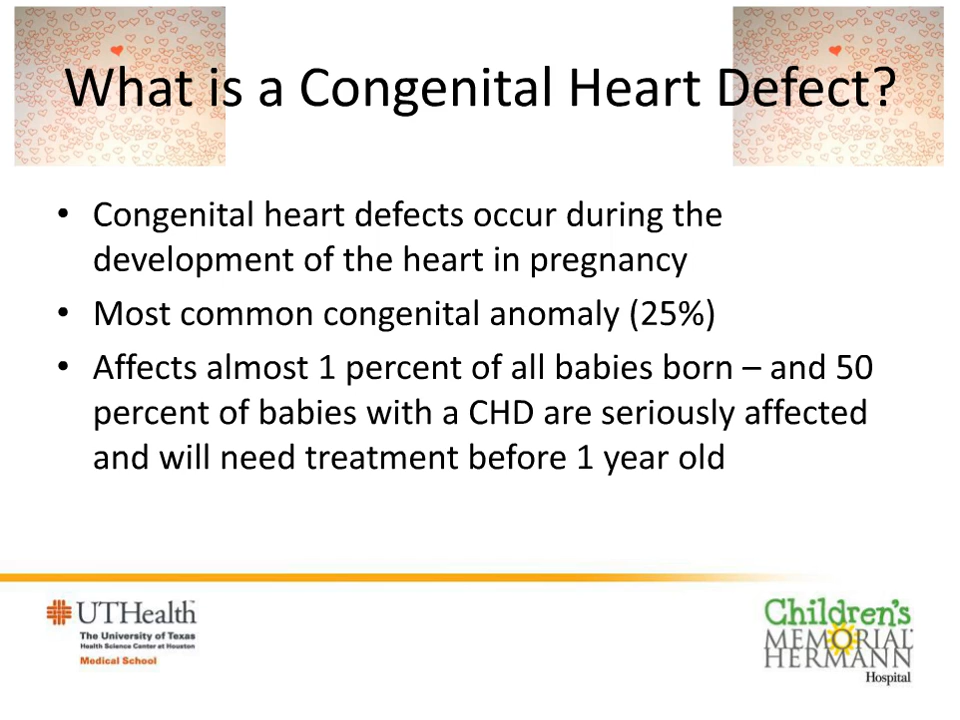 What is a Congenital Heart Defect?
• Congenital heart defects occur during the
development of the heart in pregnancy
• Most common congenital anomaly (25%)
• Affects almost 1 percent of all babies born – and 50
percent of babies with a CHD are seriously affected
and will need treatment before 1 year old
UTHealth™
The University of Texas
Health Science Center at Houston
Medical School
Children's
MEMORIAL
HERMANN
Hospital